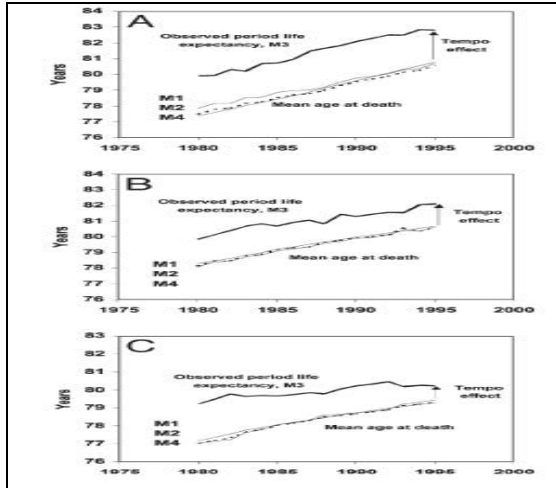 A
84
83
82
81
80
79
78
77
76
Years
Observed period life
expectancy, M3
Tempo
effect
M1
M2
M4
Mean age at death
1975 1980 1985 1990 1995 2000
B
84
83
82
81
80
79
78
77
76
Years
Observed period life
expectancy, M3
Tempo
effect
M1
M2
M4
Mean age at death
1975 1980 1985 1990 1995 2000
C
83
82
81
80
79
78
77
76
Years
Observed period life
expectancy, M3
Tempo
effect
M1
M2
M4
Mean age at death
1975 1980 1985 1990 1995 2000